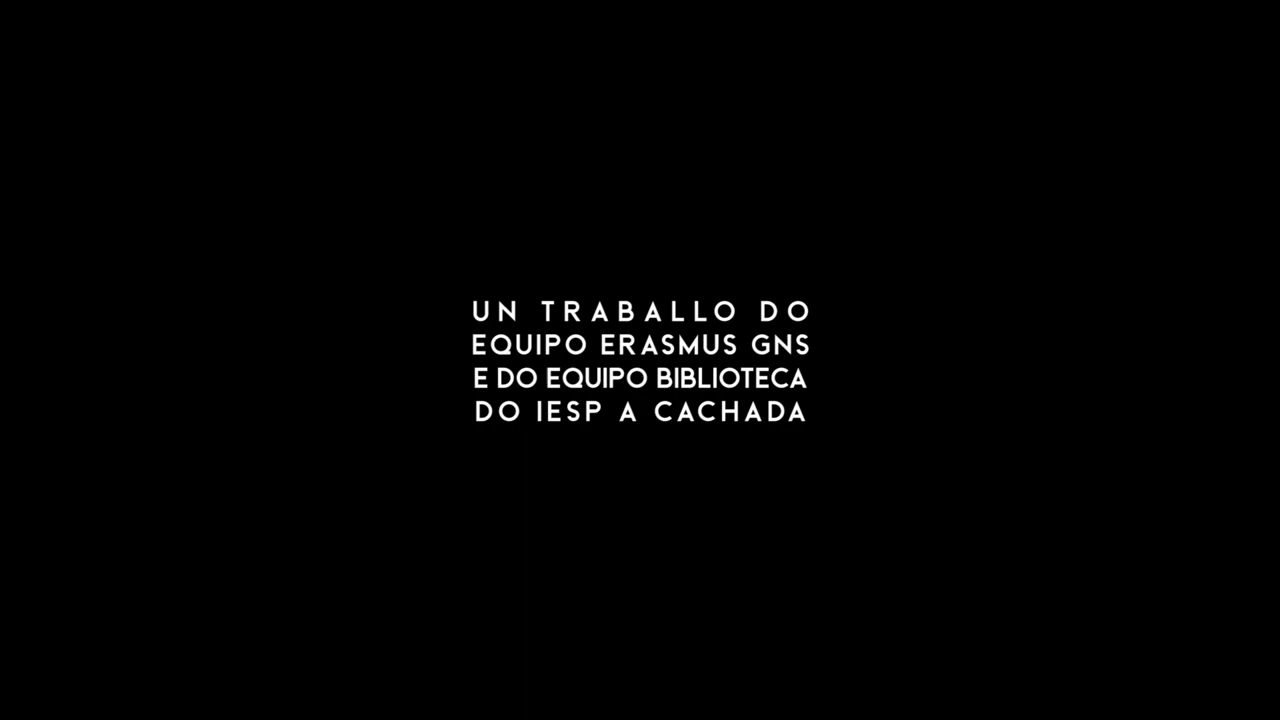 UN TRABALLO DO
EQUIPO ERASMUS GNS
E DO EQUIPO BIBLIOTECA
DO IESP A CACHADA